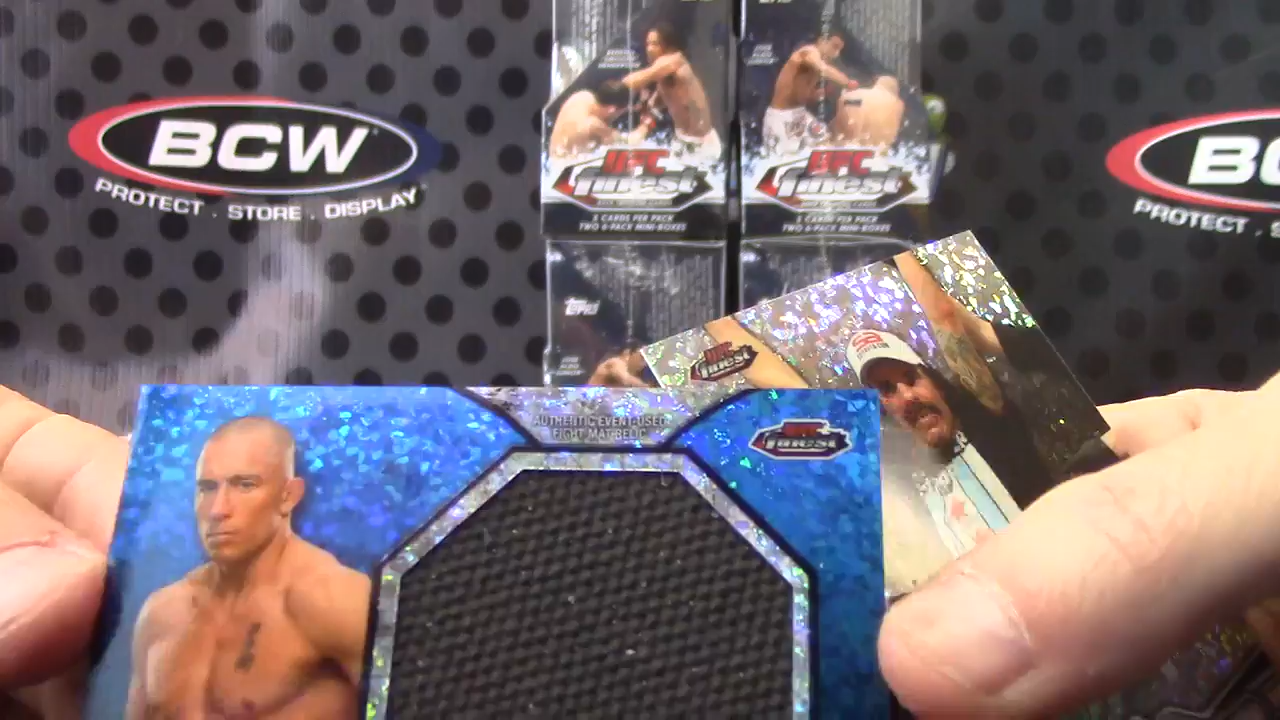 BCW
PROTECT . STORE . DISPLAY
UFC
finest
5 CARDS PER PACK
TWO 6-PACK MINI-BOXES
UFC
finest
5 CARDS PER PACK
TWO 6-PACK MINI-BOXES
BC
PROTECT . S
Topps
UFC
finest
AUTHENTIC EVENT-USED
FIGHT MAT RELIC
UFC
finest